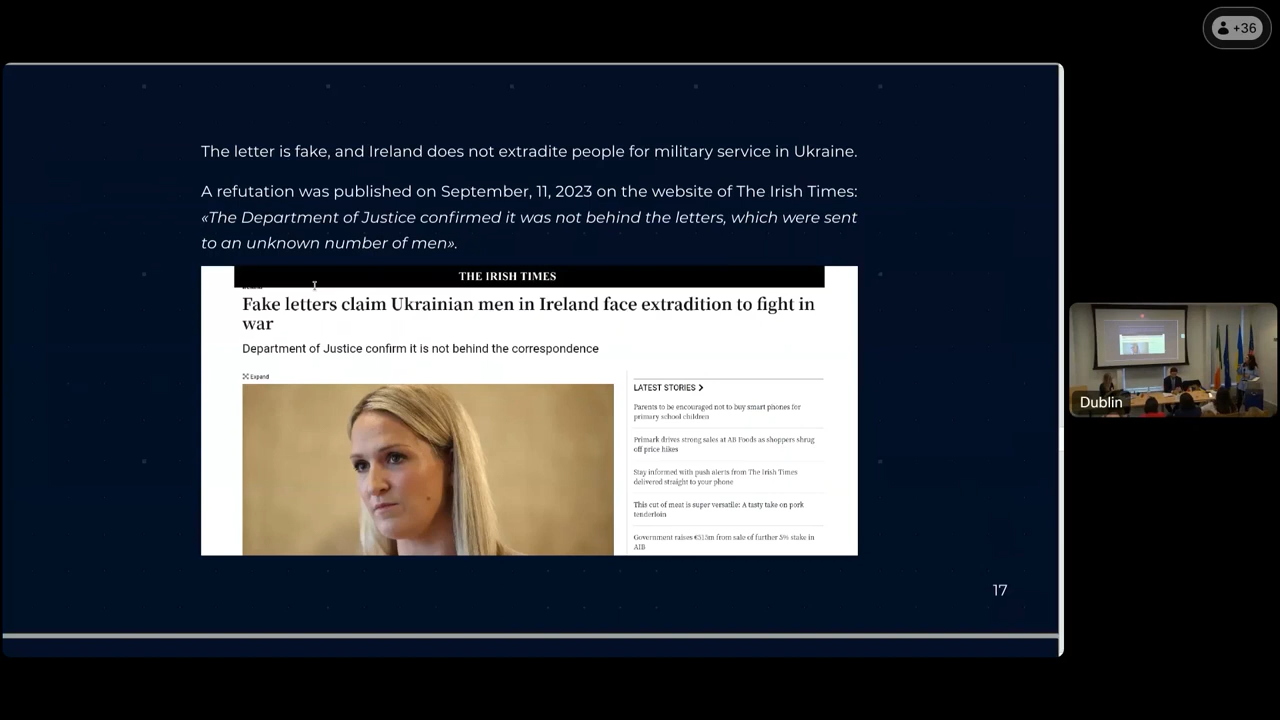 +36
The letter is fake, and Ireland does not extradite people for military service in Ukraine.
A refutation was published on September, 11, 2023 on the website of The Irish Times:
«The Department of Justice confirmed it was not behind the letters, which were sent
to an unknown number of men».
THE IRISH TIMES
Fake letters claim Ukrainian men in Ireland face extradition to fight in
war
Department of Justice confirm it is not behind the correspondence
Expand
LATEST STORIES
Parents to be encouraged not to buy smart phones for
primary school children
Primark drives strong sales at AB Foods as shoppers shrug
off price hikes
Stay informed with push alerts from The Irish Times
delivered straight to your phone
This cut of meat is super versatile: A tasty take on pork
tenderloin
Government raises €515m from sale of further 5% stake in
AIB
17
Dublin